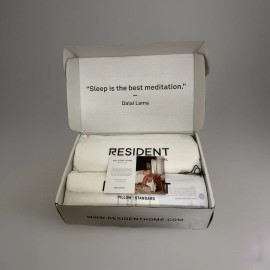 “Sleep is the best meditation.”
–
Dalai Lama
RESIDENT
PILLOW | STANDARD
WWW.RESIDENTHOME.COM